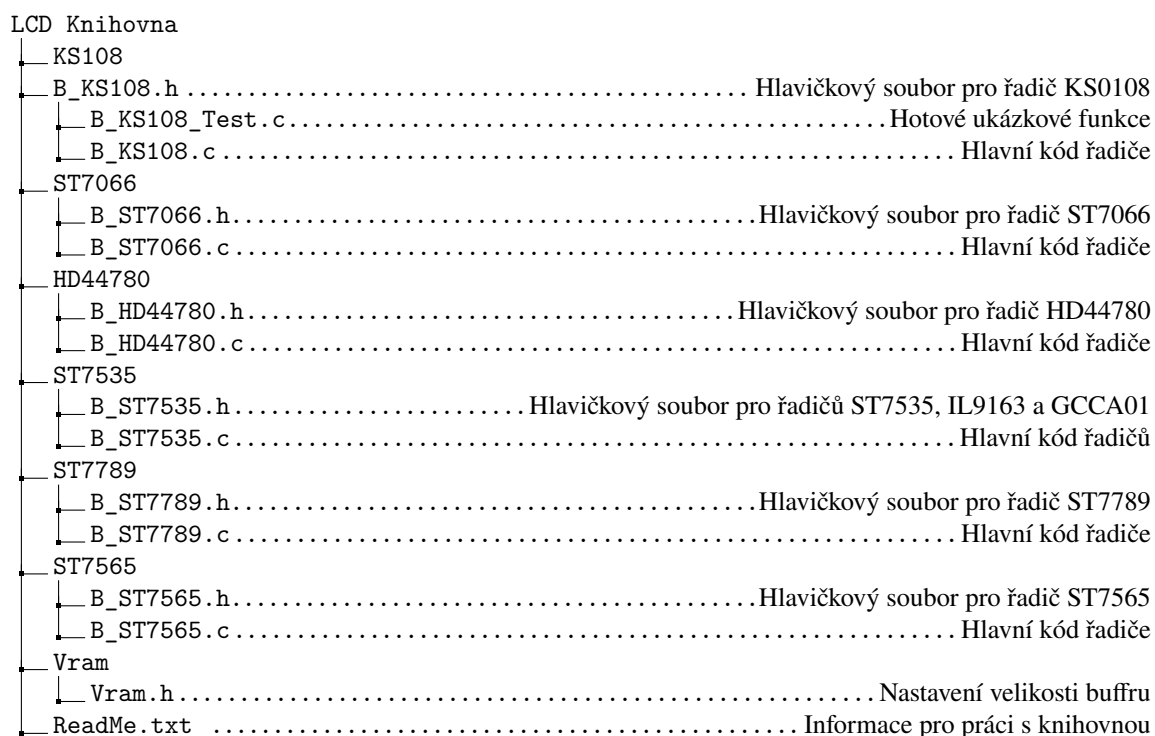 LCD Knihovna
KS108
B_KS108.h ................................................ Hlavičkový soubor pro řadič KS0108
B_KS108_Test.c................................................... Hotové ukázkové funkce
B_KS108.c ............................................................... Hlavní kód řadiče
ST7066
B_ST7066.h.............................................Hlavičkový soubor pro řadič ST7066
B_ST7066.c .............................................................. Hlavní kód řadiče
HD44780
B_HD44780.h..........................................Hlavičkový soubor pro řadič HD44780
B_HD44780.c ............................................................. Hlavní kód řadiče
ST7535
B_ST7535.h.........................Hlavičkový soubor pro řadičů ST7535, IL9163 a GCCA01
B_ST7535.c .............................................................. Hlavní kód řadičů
ST7789
B_ST7789.h.............................................Hlavičkový soubor pro řadič ST7789
B_ST7789.c .............................................................. Hlavní kód řadiče
ST7565
B_ST7565.h.............................................Hlavičkový soubor pro řadič ST7565
B_ST7565.c .............................................................. Hlavní kód řadiče
Vram
Vram.h ............................................................ Nastavení velikosti buffru
ReadMe.txt .................................................. Informace pro práci s knihovnou